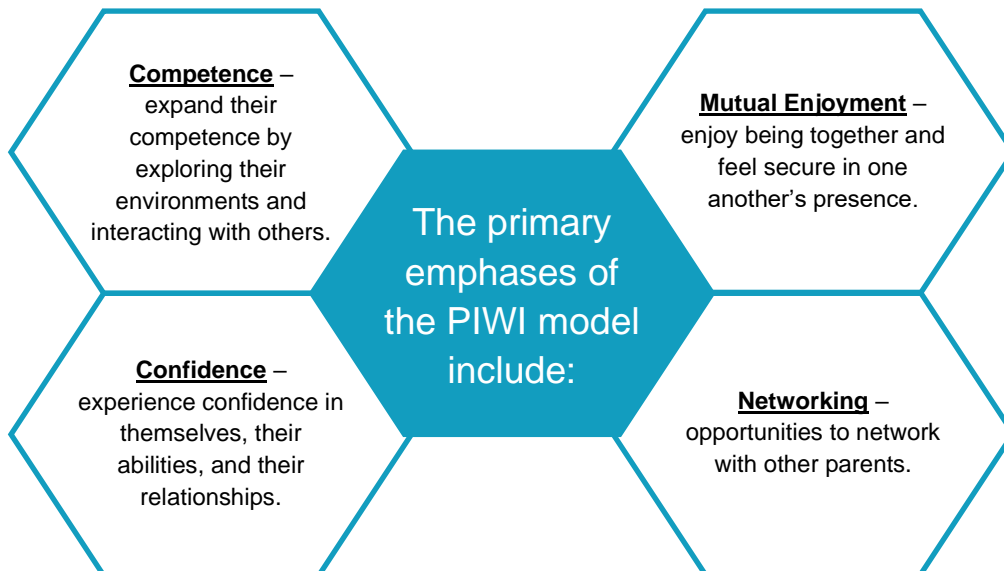 Competence –
expand their
competence by
exploring their
environments and
interacting with others.
Mutual Enjoyment –
enjoy being together and
feel secure in one
another’s presence.
The primary
emphases of
the PIWI model
include:
Confidence –
experience confidence in
themselves, their
abilities, and their
relationships.
Networking –
opportunities to network
with other parents.